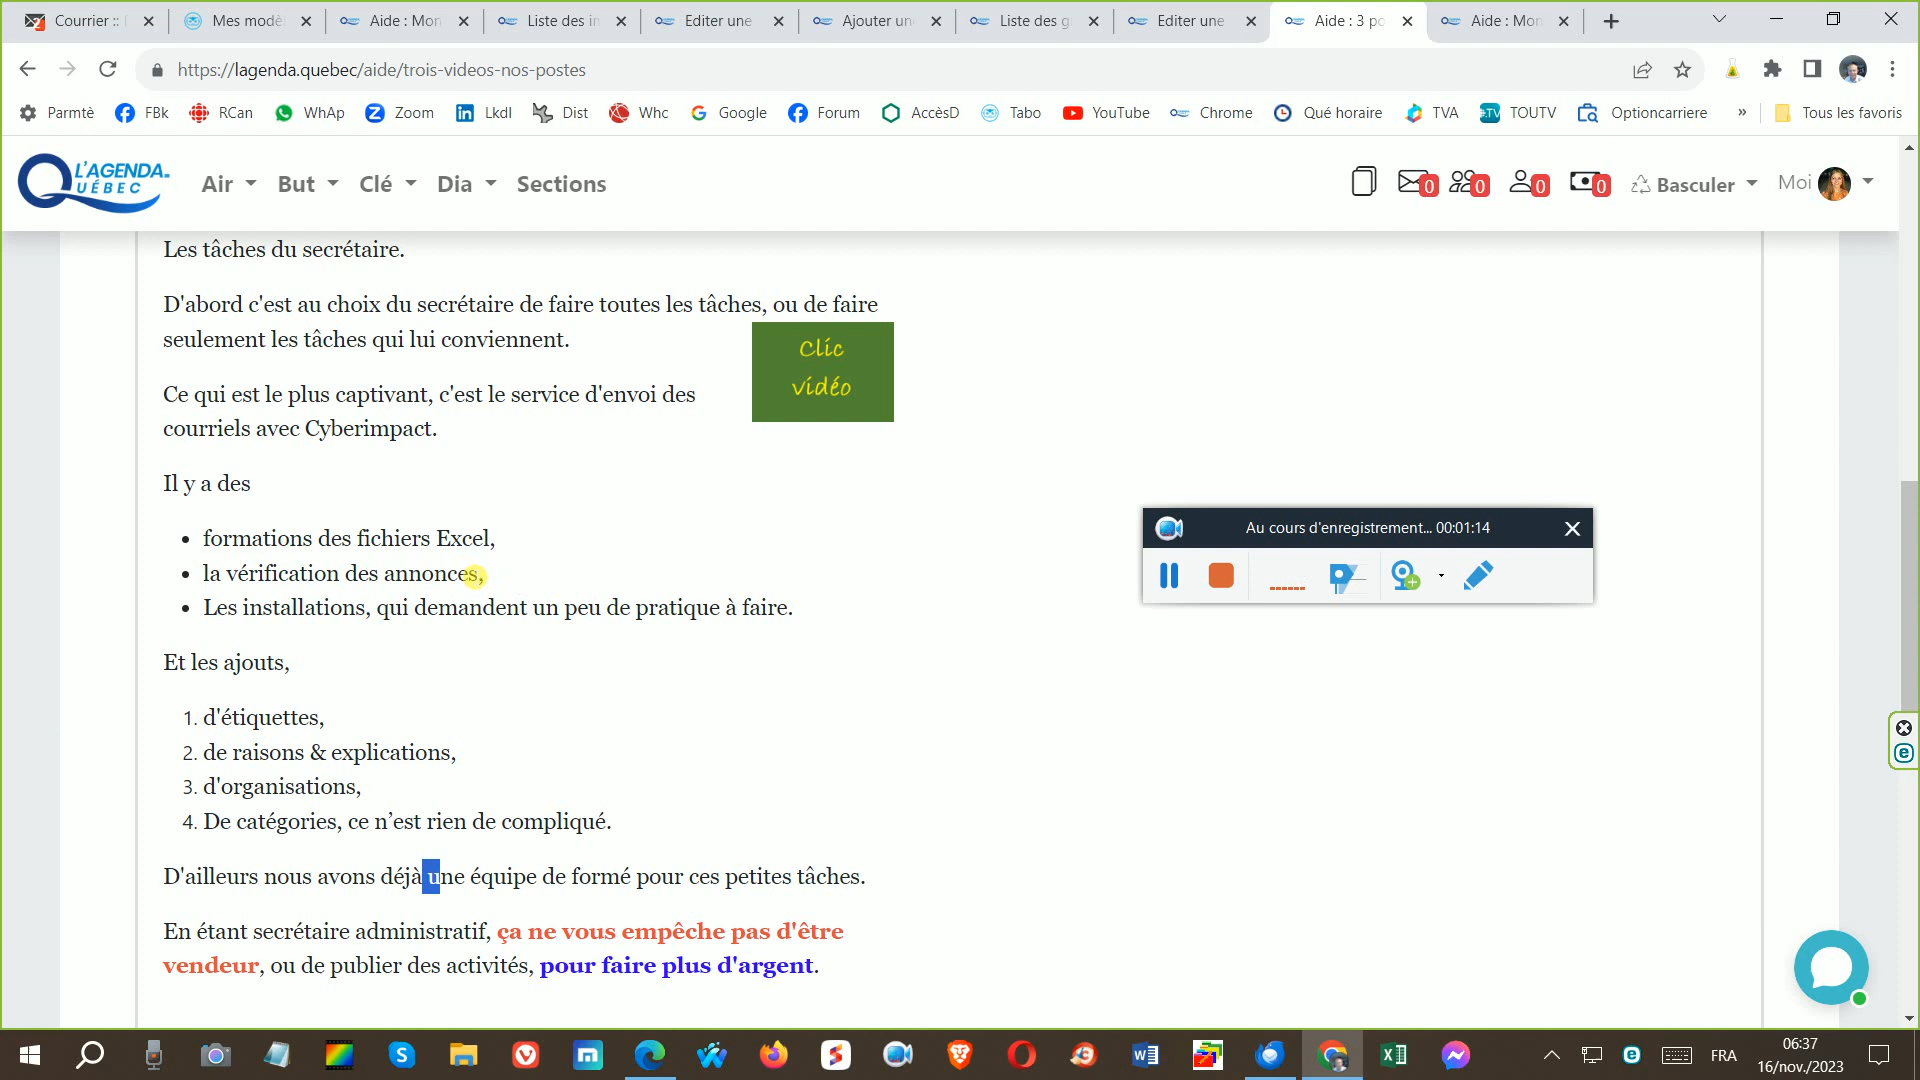 Courrier ::
Mes modè
Aide : Mon
Liste des in
Editer une
Ajouter un
Liste des g
Editer une
Aide : 3 po
Aide : Mon
https://lagenda.quebec/aide/trois-videos-nos-postes
Parmtè FBk RCan WhAp Zoom Lkdl Dist Whc Google Forum AccèsD Tabo YouTube Chrome Qué horaire TVA TOUTV Optioncarriere » Tous les favoris
L'AGENDA
QUÉBEC
Air But Clé Dia Sections 0 0 0 0 Basculer Moi
Les tâches du secrétaire.
D'abord c'est au choix du secrétaire de faire toutes les tâches, ou de faire
seulement les tâches qui lui conviennent.
Clic
vidéo
Ce qui est le plus captivant, c'est le service d'envoi des
courriels avec Cyberimpact.
Il y a des
• formations des fichiers Excel,
• la vérification des annonces,
• Les installations, qui demandent un peu de pratique à faire.
Au cours d'enregistrement... 00:01:14
Et les ajouts,
1. d'étiquettes,
2. de raisons & explications,
3. d'organisations,
4. De catégories, ce n’est rien de compliqué.
D'ailleurs nous avons déjà une équipe de formé pour ces petites tâches.
En étant secrétaire administratif, ça ne vous empêche pas d'être
vendeur, ou de publier des activités, pour faire plus d'argent.
FRA
06:37
16/nov./2023